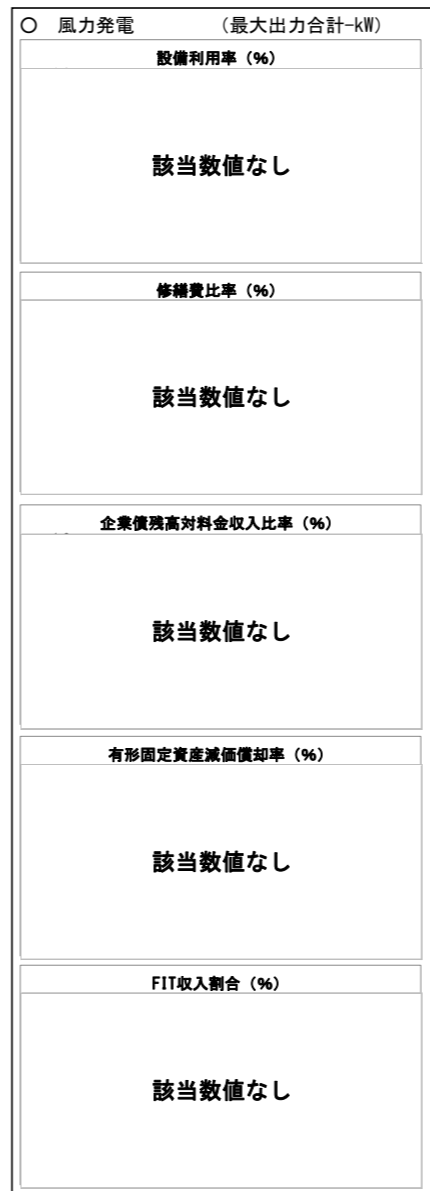 ○ 風力発電 （最大出力合計-kW）
設備利用率（%）
該当数値なし
修繕費比率（%）
該当数値なし
企業債残高対料金収入比率（%）
該当数値なし
有形固定資産減価償却率（%）
該当数値なし
FIT収入割合（%）
該当数値なし